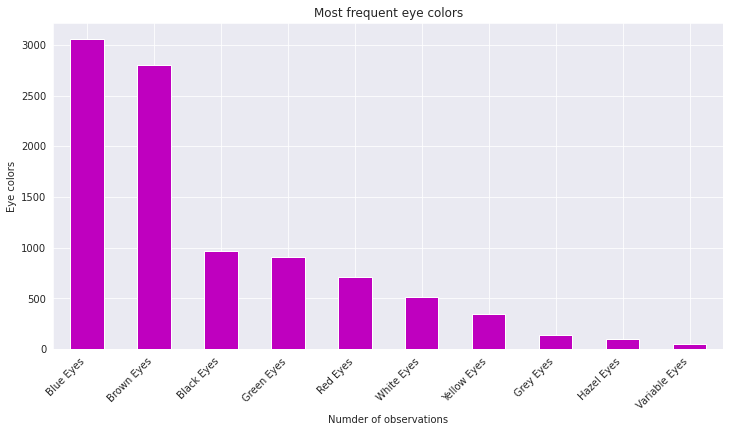 Most frequent eye colors
Eye colors
3000
2500
2000
1500
1000
500
0
Blue Eyes
Brown Eyes
Black Eyes
Green Eyes
Red Eyes
White Eyes
Yellow Eyes
Grey Eyes
Hazel Eyes
Variable Eyes
Numder of observations